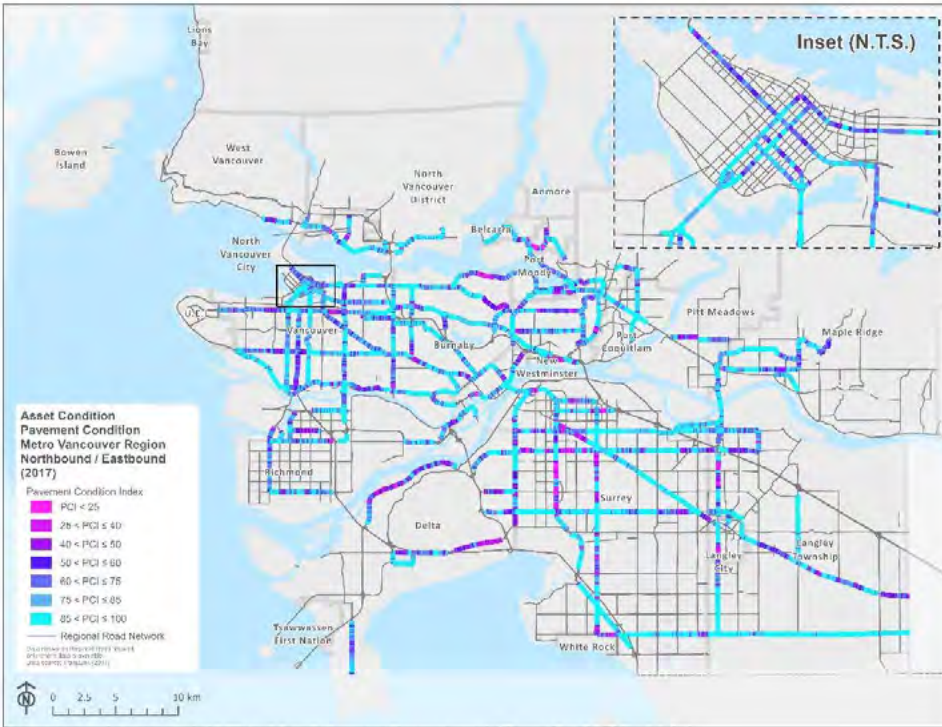 Lions
Bay
Inset (N.T.S.)
Bowen
Island
West
Vancouver
North
Vancouver
District
Anmore
Belcarra
North
Vancouver
City
Port
Moody
Pitt Meadows
Maple Ridge
Vancouver
Burnaby
Port
Coquitlam
New
Westminster
Asset Condition
Pavement Condition
Metro Vancouver Region
Northbound / Eastbound
(2017)
Pavement Condition Index
PCI < 25
25 < PCI ≤ 40
40 < PCI ≤ 50
50 < PCI ≤ 60
60 < PCI ≤ 75
75 < PCI ≤ 85
85 < PCI ≤ 100
Regional Road Network
Richmond
Surrey
Delta
Langley
City
Langley
Township
Tsawwassen
First Nation
White Rock
N
0 2.5 5 10 km